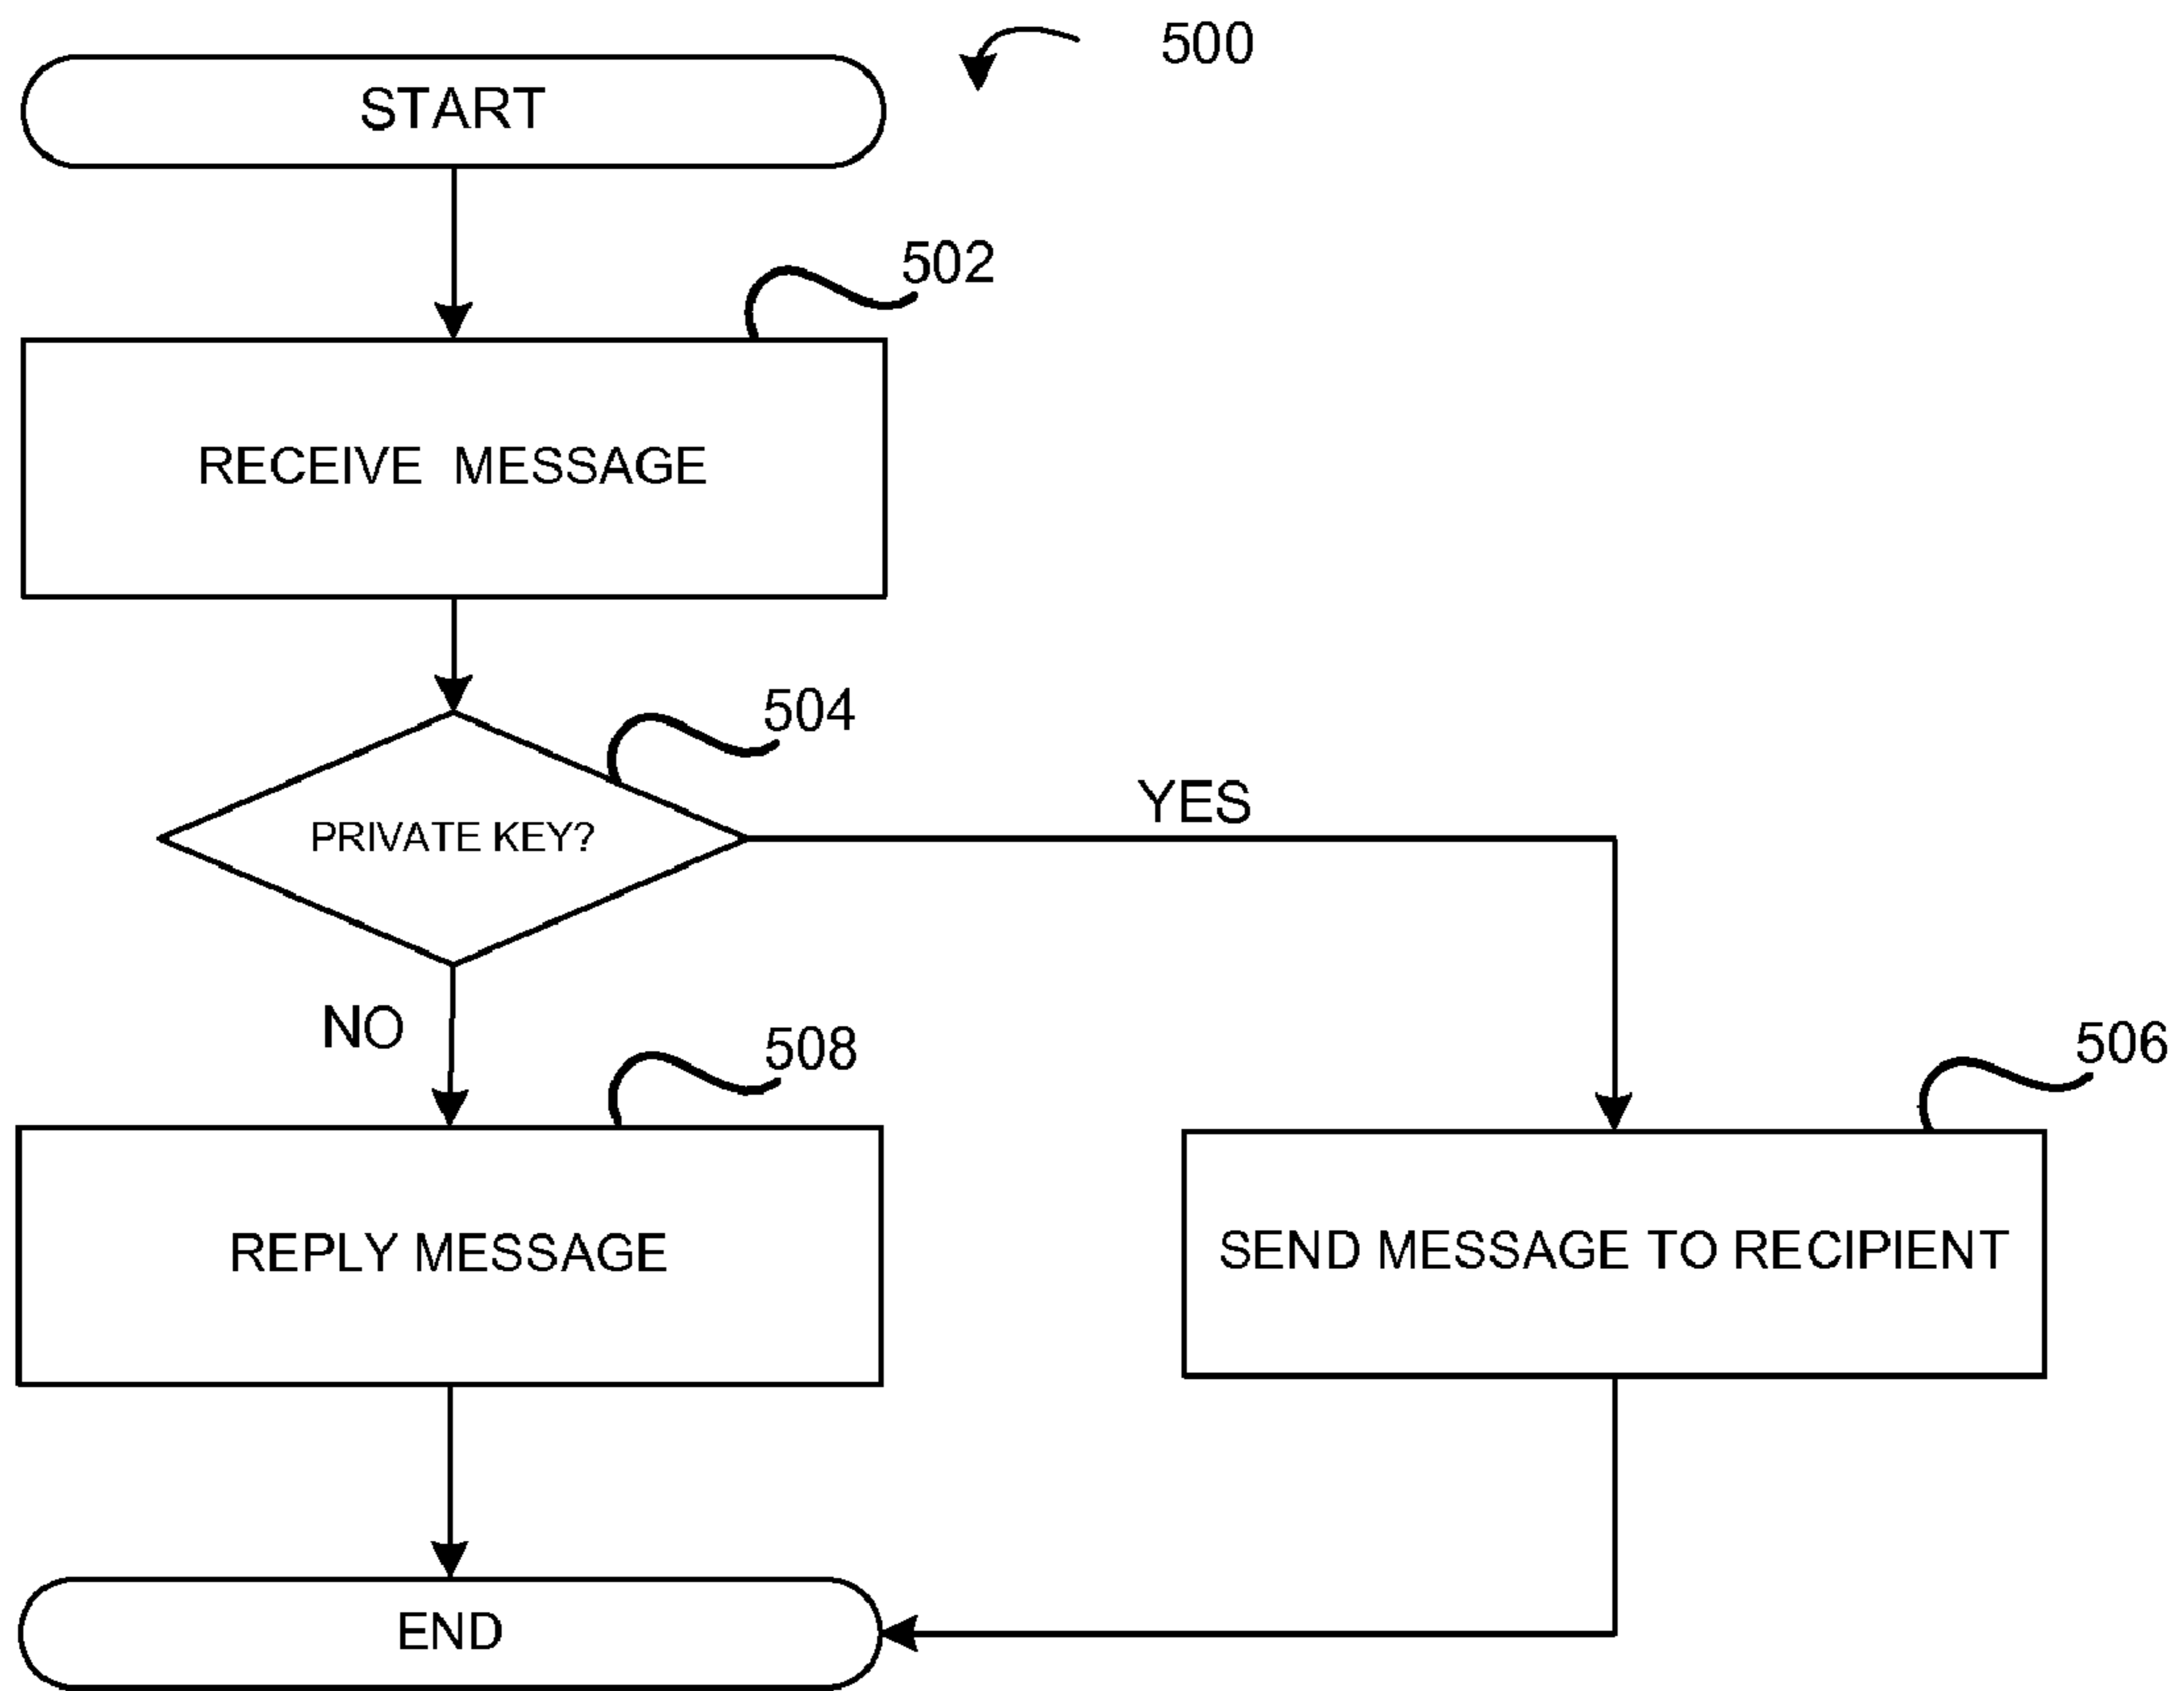 500
START
502
RECEIVE MESSAGE
504
PRIVATE KEY?
YES
NO
508
506
REPLY MESSAGE
SEND MESSAGE TO RECIPIENT
END